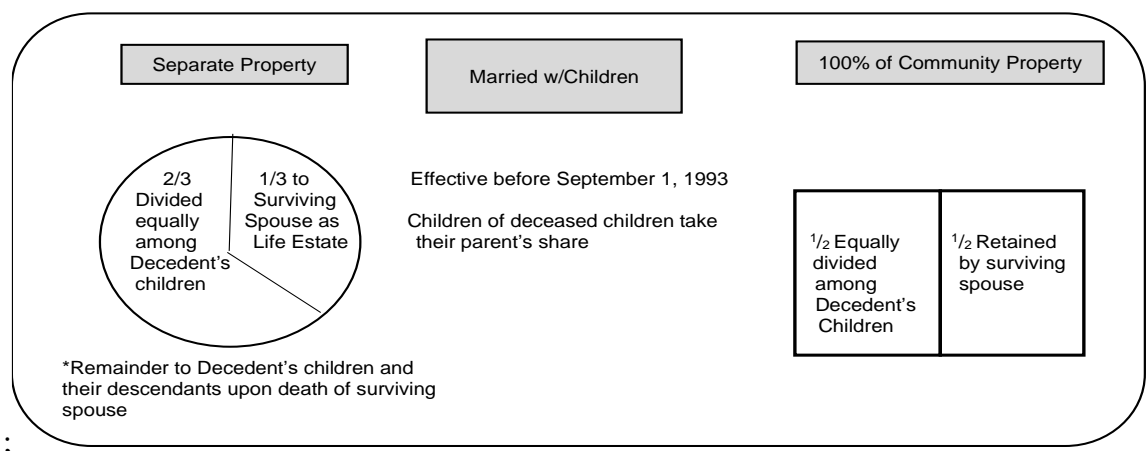 Separate Property
Married w/Children
100% of Community Property
2/3
Divided
equally
among
Decedent's
children
1/3 to
Surviving
Spouse as
Life Estate
Effective before September 1, 1993
Children of deceased children take
their parent's share
1/2 Equally
divided
among
Decedent's
Children
1/2 Retained
by surviving
spouse
*Remainder to Decedent's children and
their descendants upon death of surviving
spouse
: